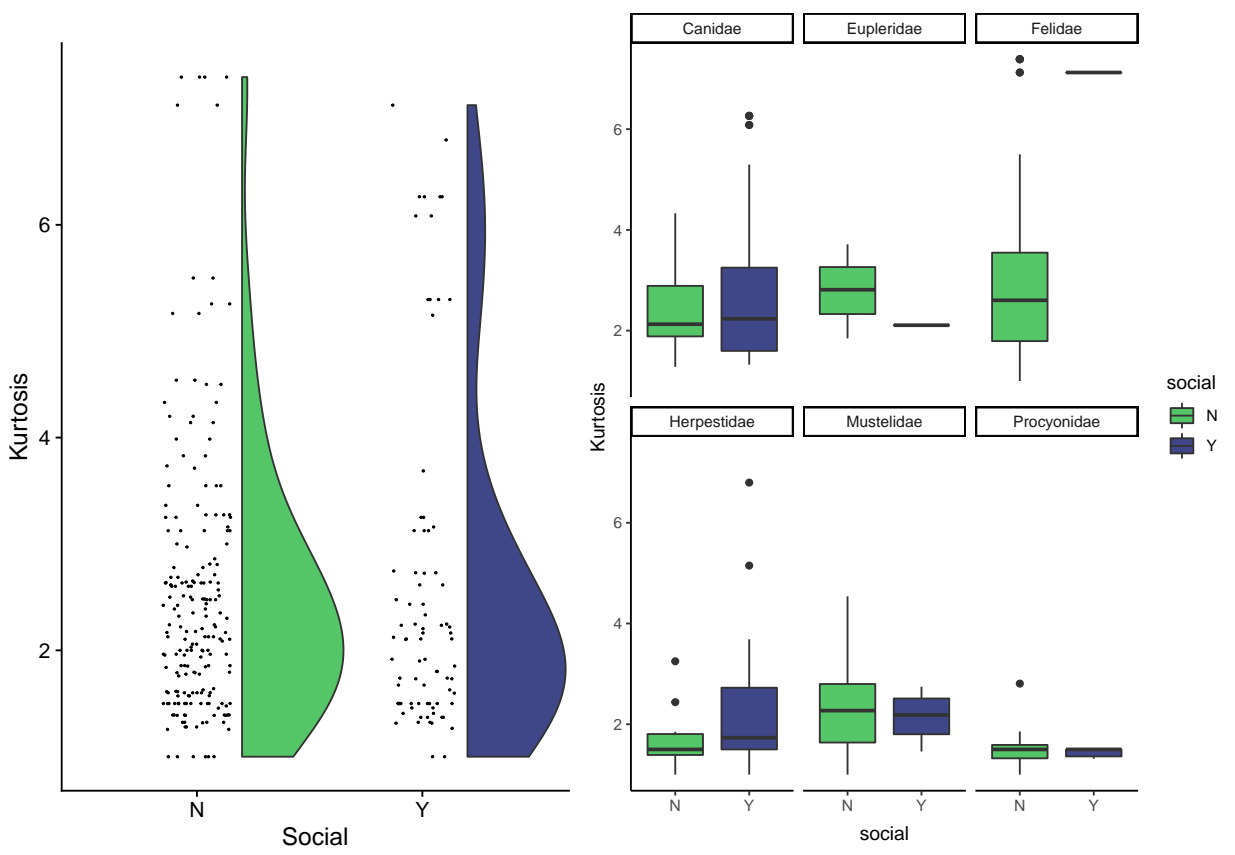 Kurtosis
6
4
2
N Y
Social
Canidae Eupleridae Felidae
6
4
2
Kurtosis
Herpestidae Mustelidae Procyonidae
6
4
2
N Y N Y N Y
social
social
N
Y